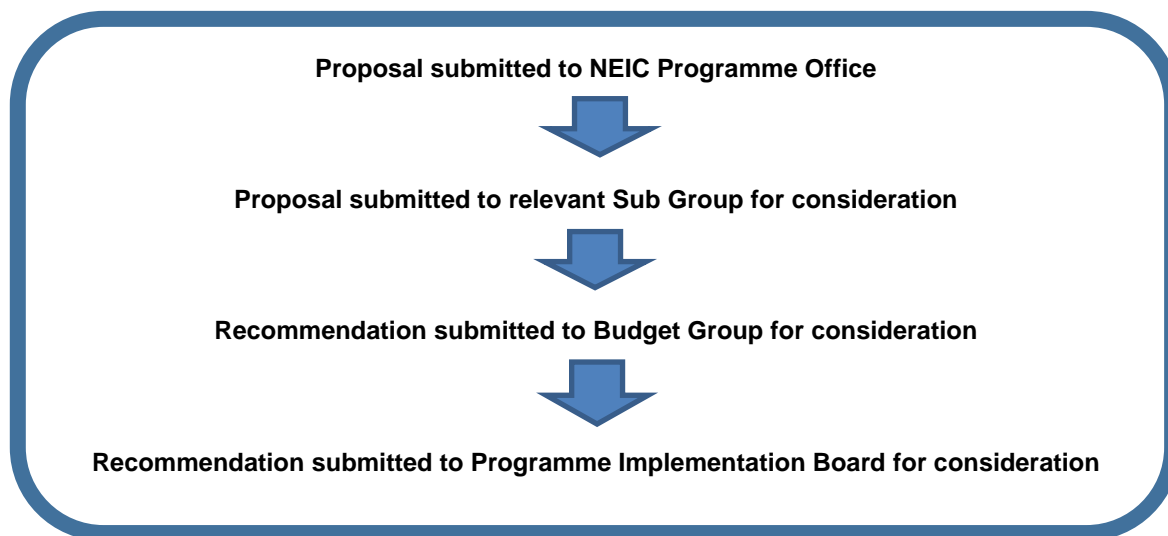 Proposal submitted to NEIC Programme Office
Proposal submitted to relevant Sub Group for consideration
Recommendation submitted to Budget Group for consideration
Recommendation submitted to Programme Implementation Board for consideration